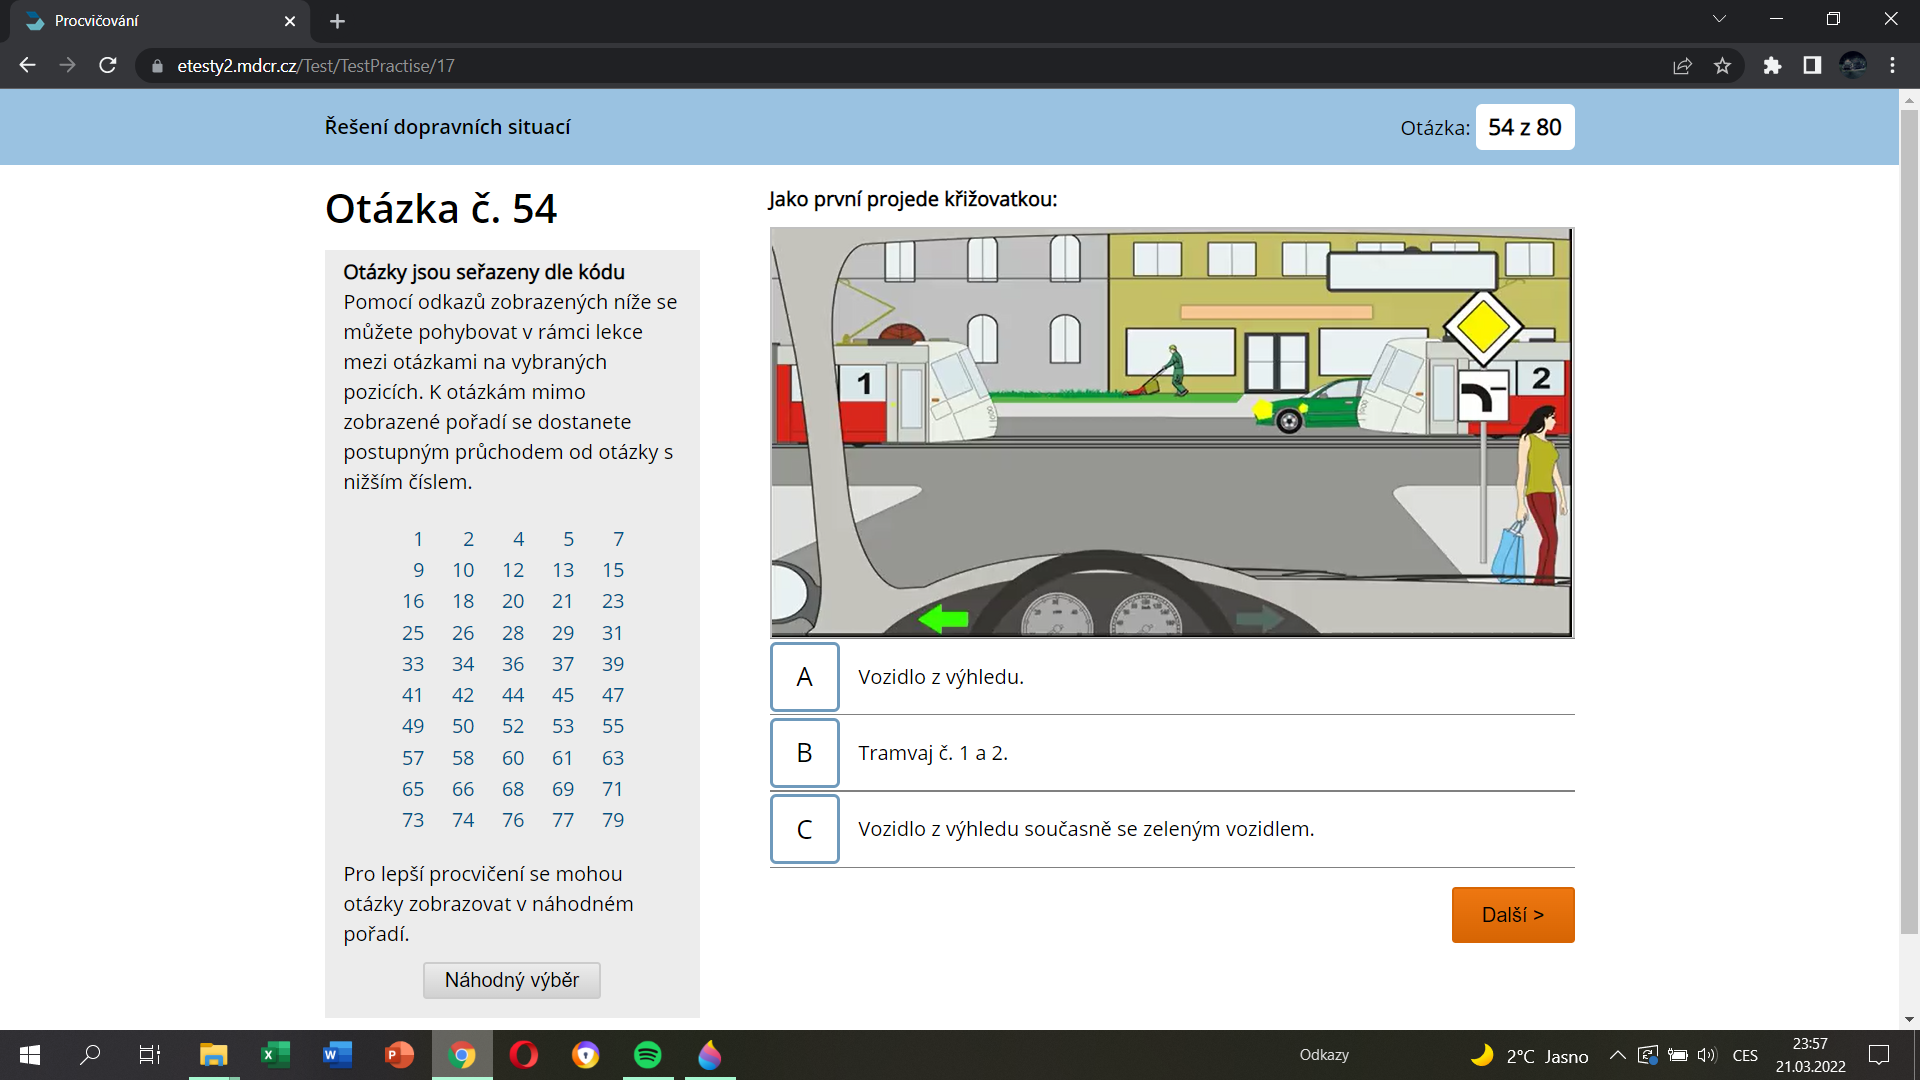 Procvičování
etesty2.mdcr.cz/Test/TestPractise/17
Řešení dopravních situací
Otázka: 54 z 80
Otázka č. 54
Otázky jsou seřazeny dle kódu
Pomocí odkazů zobrazených níže se
můžete pohybovat v rámci lekce
mezi otázkami na vybraných
pozicích. K otázkám mimo
zobrazené pořadí se dostanete
postupným průchodem od otázky s
nižším číslem.
1 2 4 5 7
9 10 12 13 15
16 18 20 21 23
25 26 28 29 31
33 34 36 37 39
41 42 44 45 47
49 50 52 53 55
57 58 60 61 63
65 66 68 69 71
73 74 76 77 79
Pro lepší procvičení se mohou
otázky zobrazovat v náhodném
pořadí.
Náhodný výběr
Jako první projede křižovatkou:
1
2
A Vozidlo z výhledu.
B Tramvaj č. 1 a 2.
C Vozidlo z výhledu současně se zeleným vozidlem.
Další >
Odkazy
2°C Jasno
CES
23:57
21.03.2022